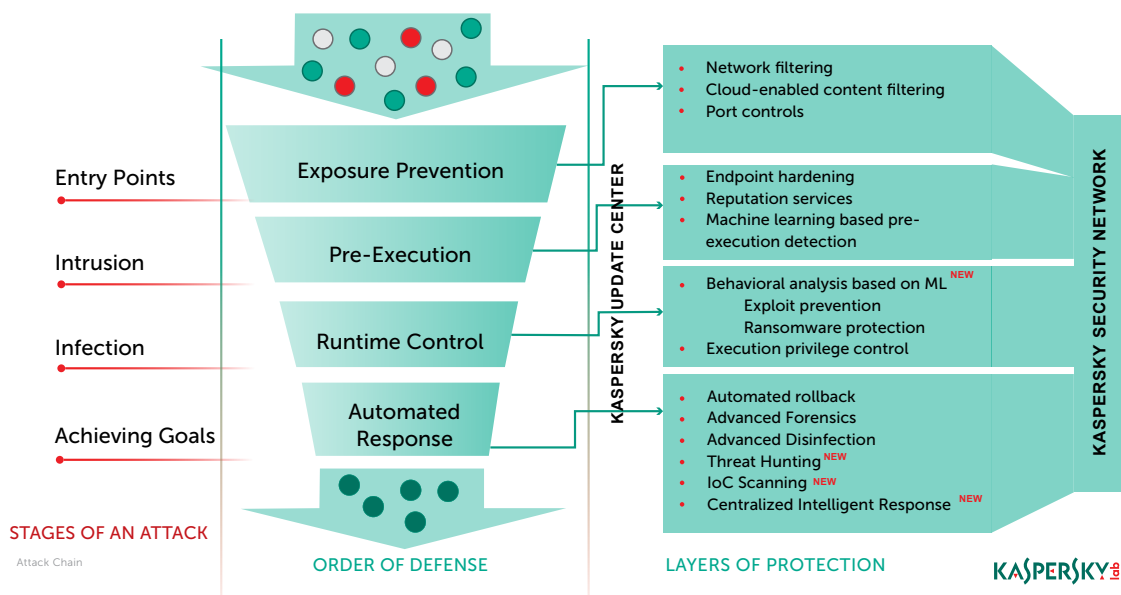 Entry Points
Intrusion
Infection
Achieving Goals
STAGES OF AN ATTACK
Attack Chain
Exposure Prevention
Pre-Execution
Runtime Control
Automated
Response
ORDER OF DEFENSE
KASPERSKY UPDATE CENTER
• Network filtering
• Cloud-enabled content filtering
• Port controls
• Endpoint hardening
• Reputation services
• Machine learning based pre-
execution detection
• Behavioral analysis based on ML NEW
Exploit prevention
Ransomware protection
• Execution privilege control
• Automated rollback
• Advanced Forensics
• Advanced Disinfection
• Threat Hunting NEW
• IoC Scanning NEW
• Centralized Intelligent Response NEW
LAYERS OF PROTECTION
KASPERSKY SECURITY NETWORK
KASPERSKY lab